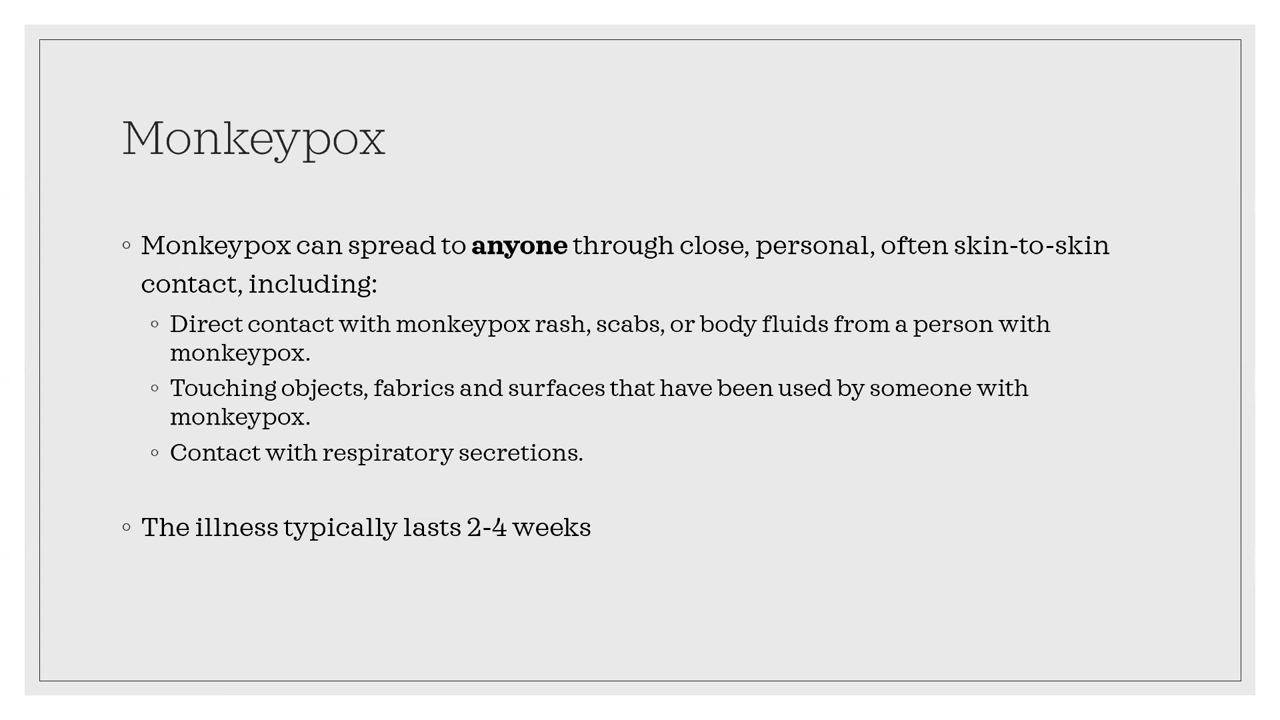 Monkeypox
◦ Monkeypox can spread to anyone through close, personal, often skin-to-skin
contact, including:
◦ Direct contact with monkeypox rash, scabs, or body fluids from a person with
monkeypox.
◦ Touching objects, fabrics and surfaces that have been used by someone with
monkeypox.
◦ Contact with respiratory secretions.
◦ The illness typically lasts 2-4 weeks